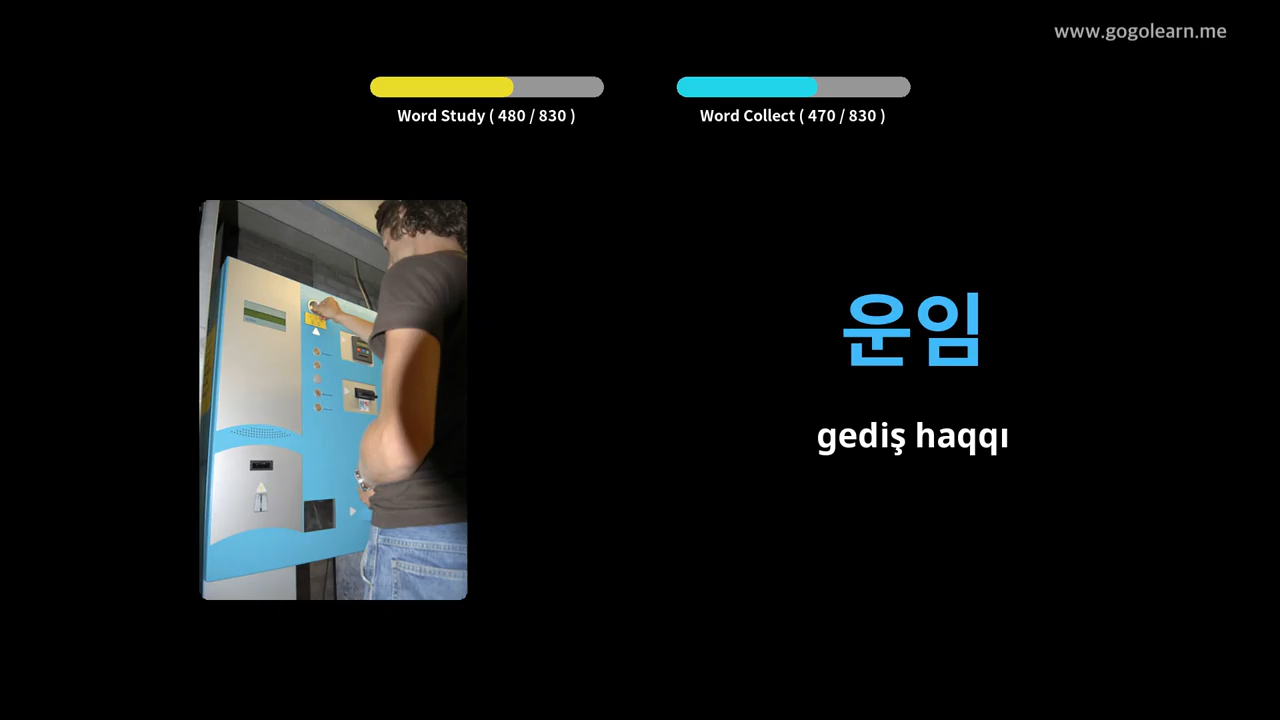 www.gogolearn.me
Word Study ( 480 / 830 )
Word Collect ( 470 / 830 )
운임
gediş haqqı